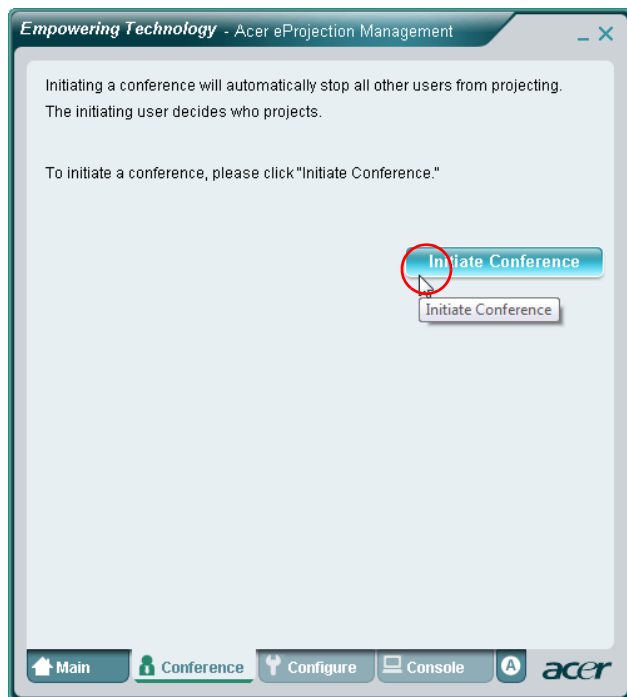 Empowering Technology - Acer eProjection Management
Initiating a conference will automatically stop all other users from projecting.
The initiating user decides who projects.
To initiate a conference, please click "Initiate Conference."
Initiate Conference
Initiate Conference
Main Conference Configure Console A acer